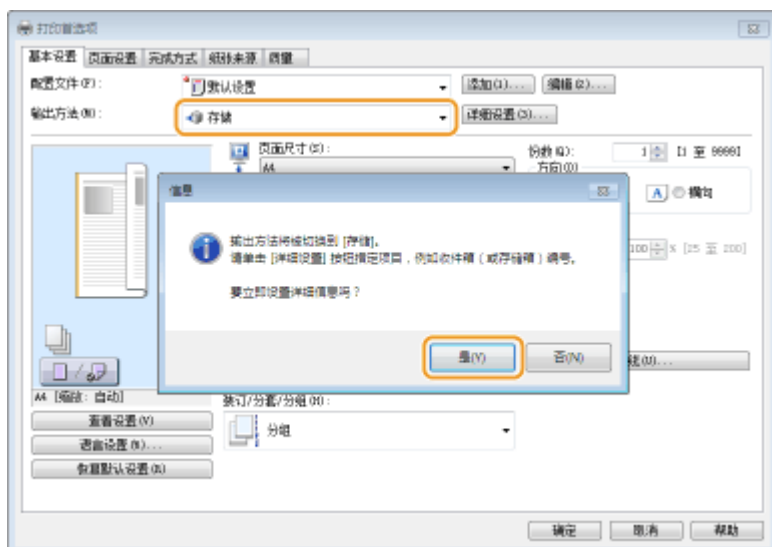 打印首选项
基本设置 页面设置 完成方式 纸张来源 质量
配置文件(F): 默认设置 添加(1)... 编辑(2)...
输出方法(N): 存储 详细设置(3)...
页面尺寸(S): 份数(Q): 1 [1 至 9999]
A4 方向(O)
A 横向
信息
输出方法将被切换到 [存储]。
请单击 [详细设置] 按钮指定项目，例如收件箱（或存储箱）编号。
要立即设置详细信息吗？
是(Y) 否(N)
100 % [25 至 200]
(U)...
A4 [缩放: 自动]
装订/分套/分组(H):
查看设置(V)
分组
语言设置
恢复默认设置
确定 取消 帮助